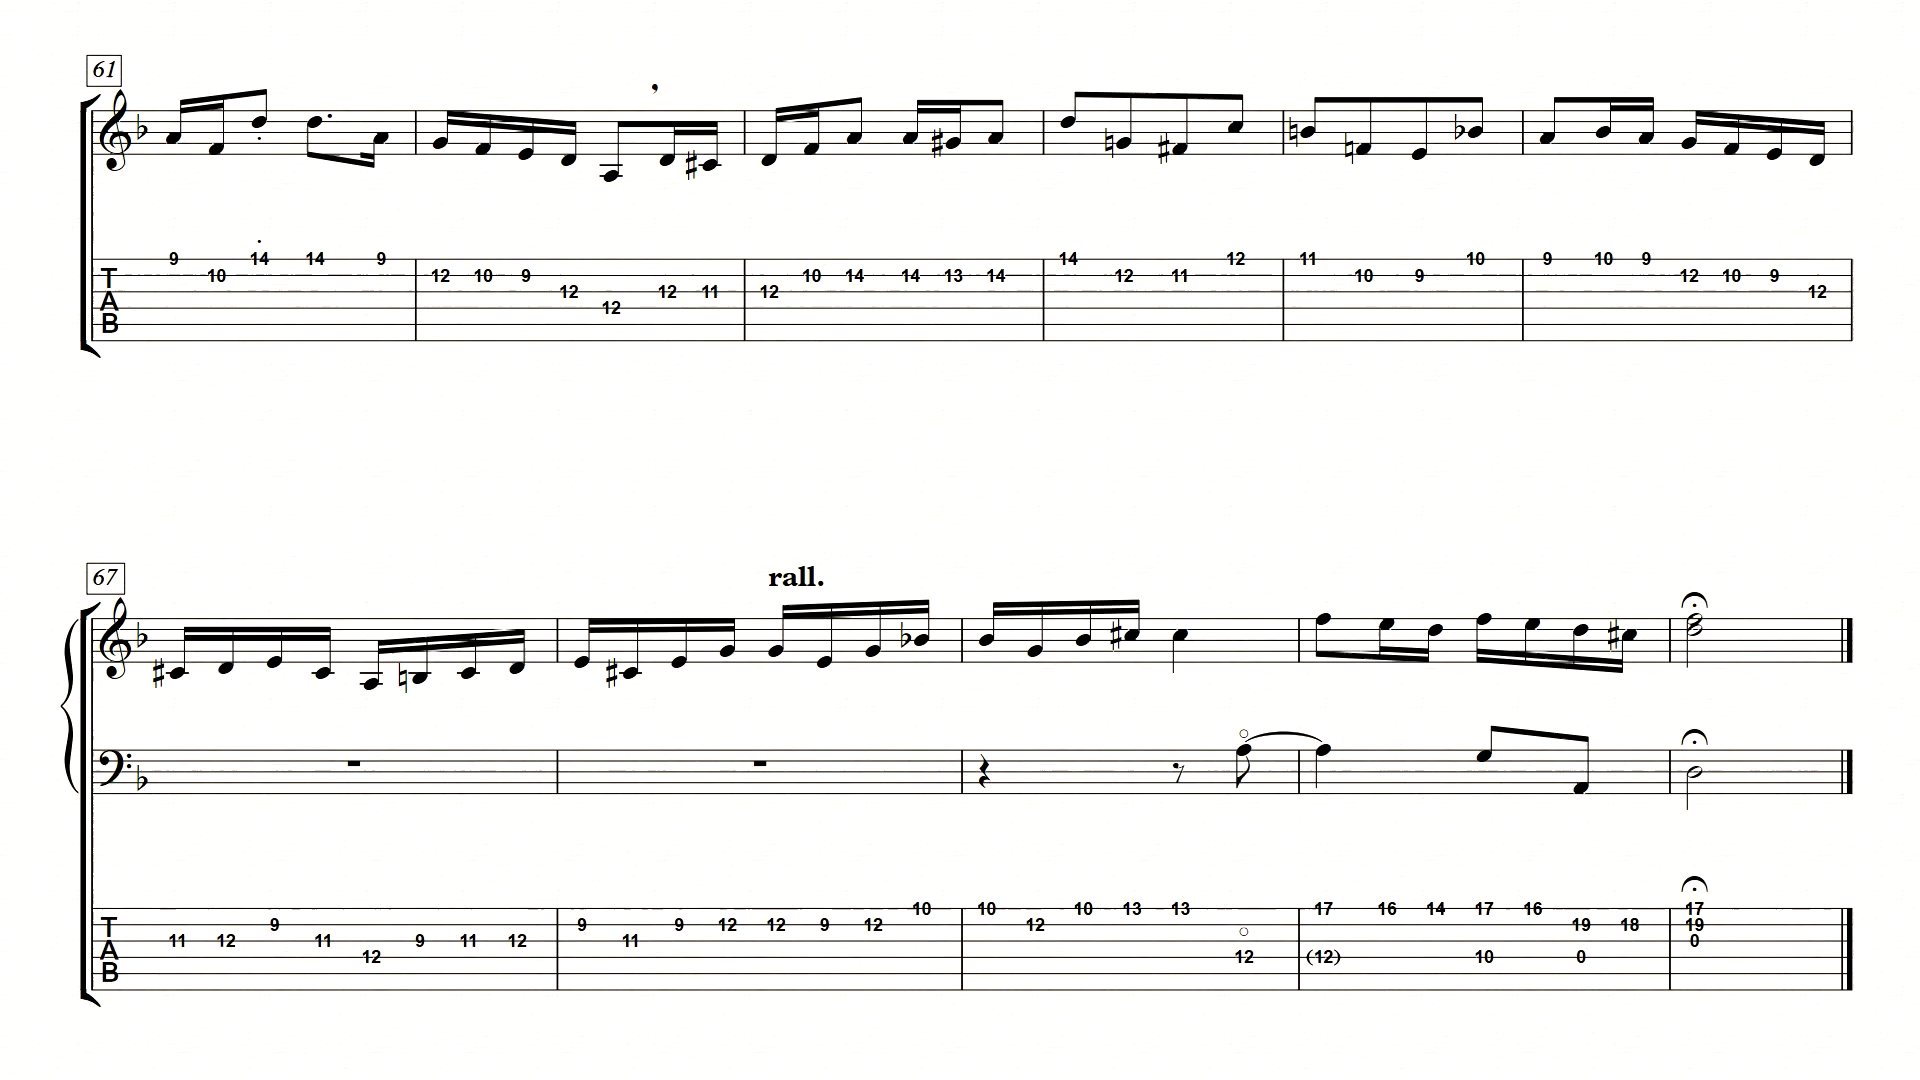 61
9 10 14 14 9 12 10 9 12 12 12 11 12 10 14 14 13 14 14 12 11 12 11 10 9 10 9 10 9 12 10 9 12
TAB
67
rall.
11 12 9 11 12 9 11 12 9 11 9 12 12 9 12 10 10 12 10 13 13 12 17 16 14 17 16 19 18 17
(12) 10 0 19
0
TAB